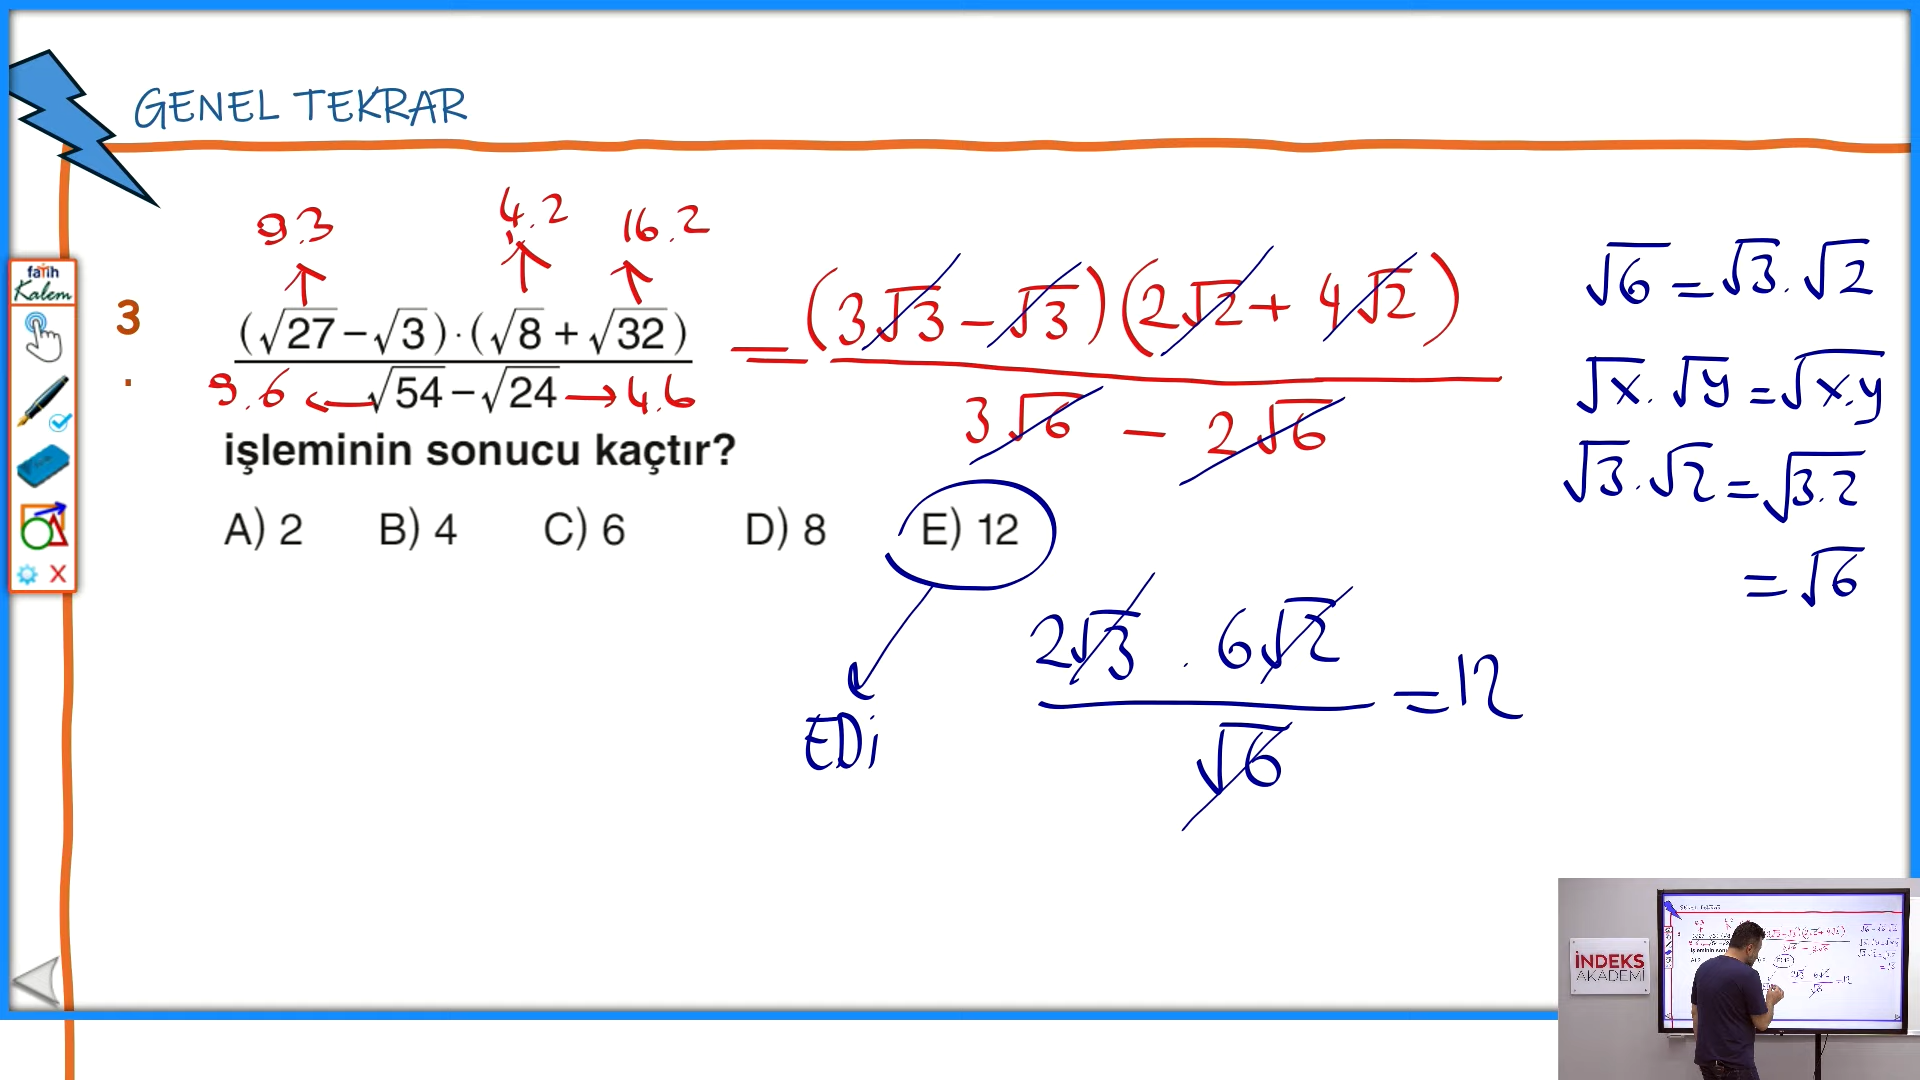 GENEL TEKRAR
9.3 4.2 16.2
3.
(√27 − √3) · (√8 + √32) = (3√3 − √3)(2√2 + 4√2)
9.6 ← √54 − √24 → 4.6
3√6 − 2√6
işleminin sonucu kaçtır?
A) 2 B) 4 C) 6 D) 8 E) 12
EDİ
2√3 . 6√2 = 12
√6
√6 = √3 . √2
√x . √y = √x.y
√3 . √2 = √3.2
= √6
fatih
Kalem
X
İNDEKS
AKADEMİ